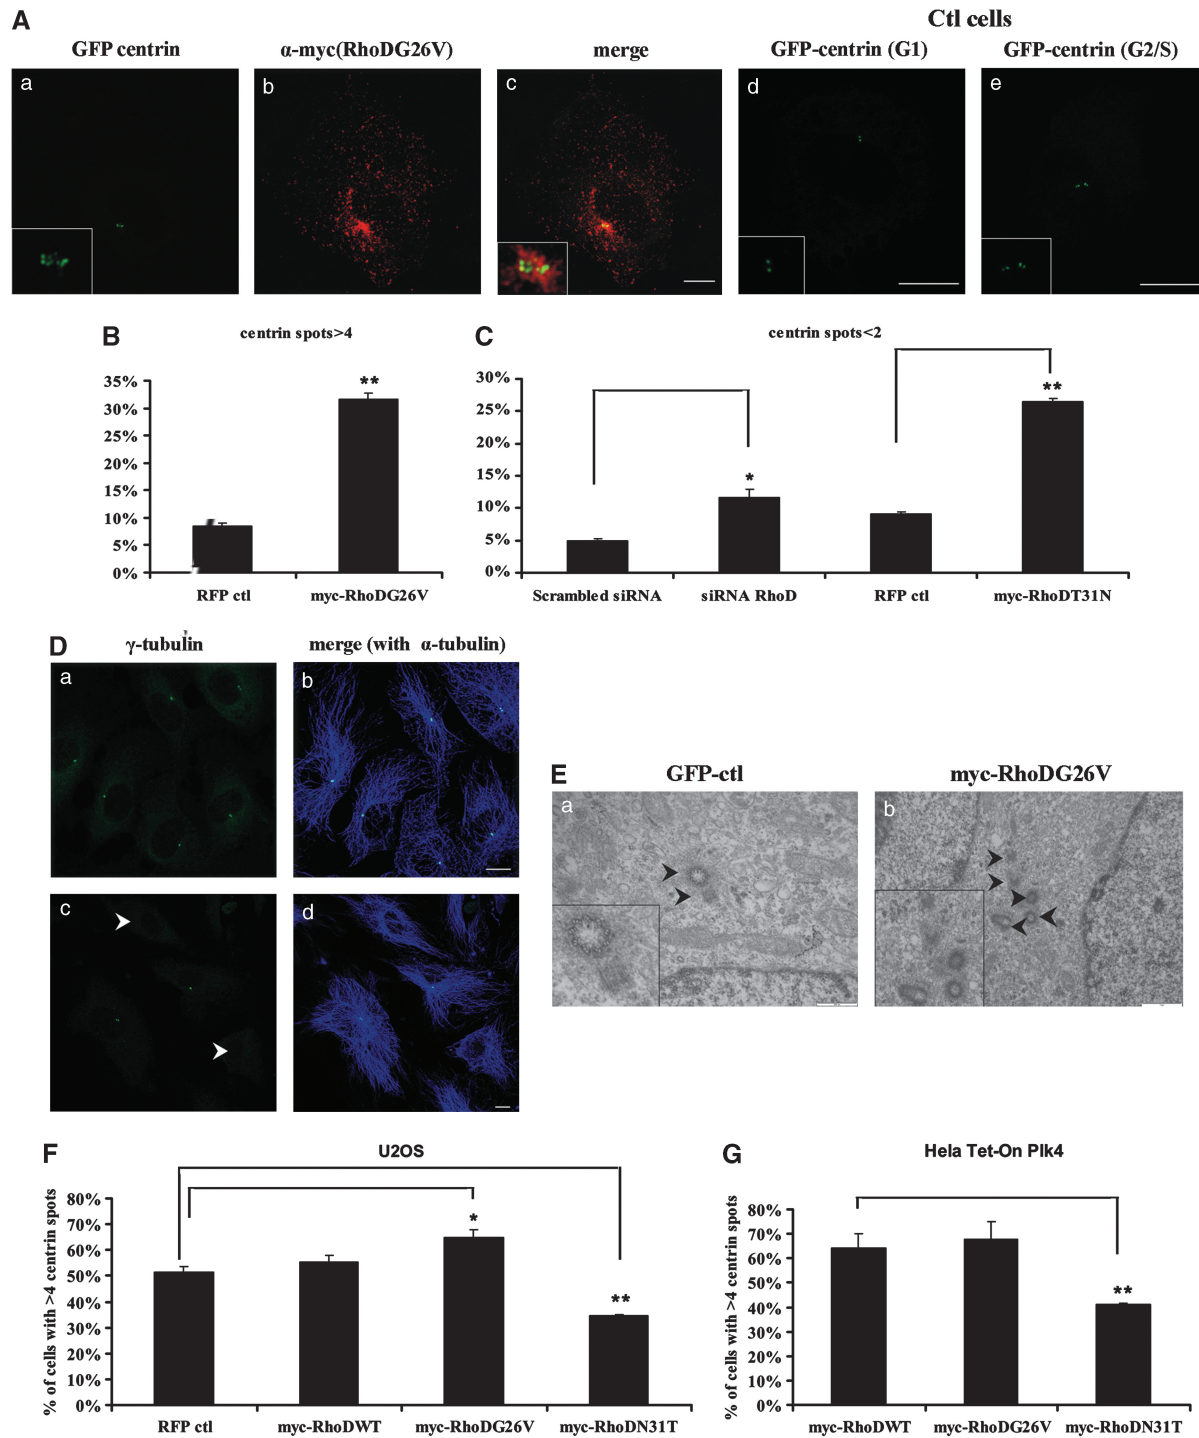 A
Ctl cells
GFP centrin
α-myc(RhoDG26V)
merge
GFP-centrin (G1)
GFP-centrin (G2/S)
a
b
c
d
e
B
centrin spots>4
35%
30%
25%
20%
15%
10%
5%
0%
**
RFP ctl
myc-RhoDG26V
C
centrin spots<2
30%
25%
20%
15%
10%
5%
0%
*
**
Scrambled siRNA
siRNA RhoD
RFP ctl
myc-RhoDT31N
D
γ-tubulin
merge (with α-tubulin)
a
b
c
d
E
GFP-ctl
myc-RhoDG26V
a
b
F
U2OS
% of cells with >4 centrin spots
80%
70%
60%
50%
40%
30%
20%
10%
0%
*
**
RFP ctl
myc-RhoDWT
myc-RhoDG26V
myc-RhoDN31T
G
Hela Tet-On Plk4
% of cells with >4 centrin spots
80%
70%
60%
50%
40%
30%
20%
10%
0%
**
myc-RhoDWT
myc-RhoDG26V
myc-RhoDN31T